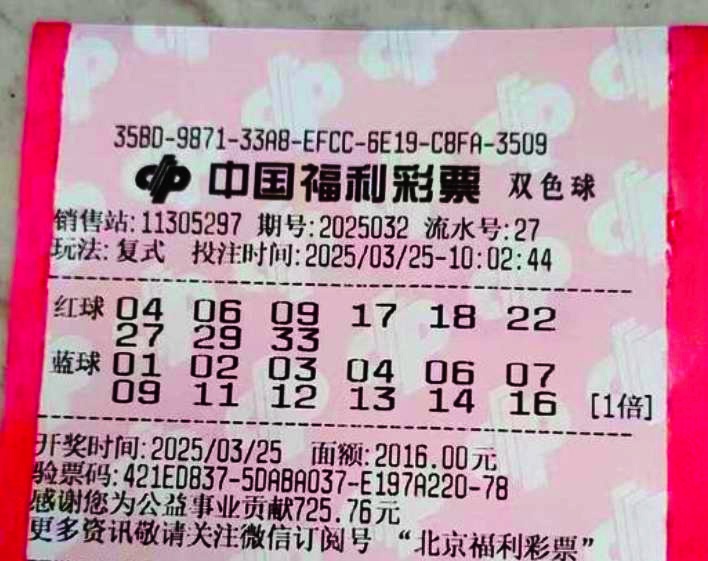 35BD-9871-33A8-EFCC-6E19-C8FA-3509
中国福利彩票 双色球
销售站:11305297 期号:2025032 流水号:27
玩法:复式 投注时间:2025/03/25-10:02:44
红球 04 06 09 17 18 22
27 29 33
蓝球 01 02 03 04 06 07
09 11 12 13 14 16 [1倍]
开奖时间:2025/03/25 面额:2016.00元
验票码:421ED837-5DABA037-E197A220-78
感谢您为公益事业贡献725.76元
更多资讯敬请关注微信订阅号 “北京福利彩票”